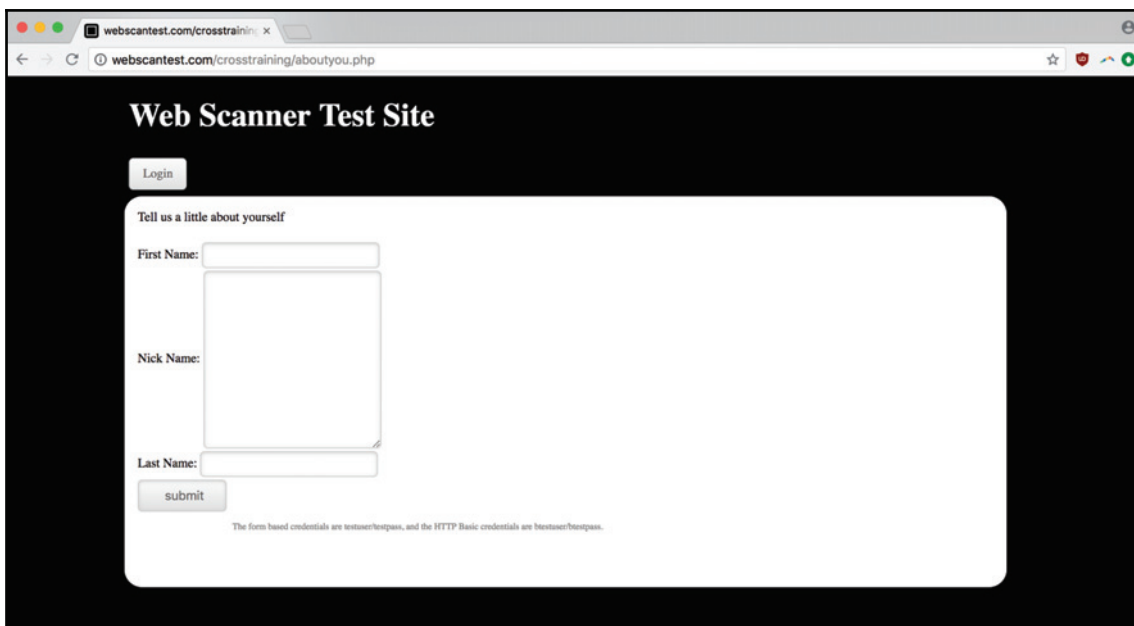 webscantest.com/crosstraining
webscantest.com/crosstraining/aboutyou.php
Web Scanner Test Site
Login
Tell us a little about yourself
First Name:
Nick Name:
Last Name:
submit
The form based credentials are testuser/testpass, and the HTTP Basic credentials are btestuser/btestpass.